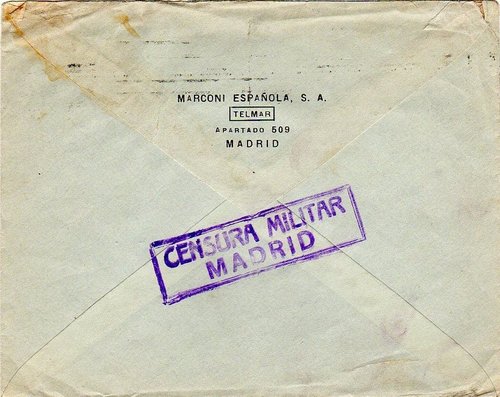 MARCONI ESPAÑOLA, S. A.
TELMAR
APARTADO 509
MADRID
CENSURA MILITAR
MADRID